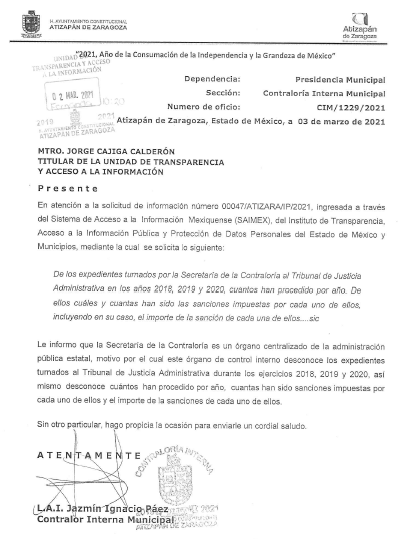 H. AYUNTAMIENTO CONSTITUCIONAL
ATIZAPÁN DE ZARAGOZA
Atizapán
de Zaragoza
"2021, Año de la Consumación de la Independencia y la Grandeza de México"
UNIDAD
TRANSPARENCIA Y ACCESO
A LA INFORMACIÓN
02 MAR. 2021
2019 2021
H. AYUNTAMIENTO CONSTITUCIONAL
ATIZAPÁN DE ZARAGOZA
Dependencia: Presidencia Municipal
Sección: Contraloría Interna Municipal
Numero de oficio: CIM/1229/2021
Atizapán de Zaragoza, Estado de México, a 03 de marzo de 2021
MTRO. JORGE CAJIGA CALDERÓN
TITULAR DE LA UNIDAD DE TRANSPARENCIA
Y ACCESO A LA INFORMACIÓN
P r e s e n t e
En atención a la solicitud de información número 00047/ATIZARA/IP/2021, ingresada a través
del Sistema de Acceso a la Información Mexiquense (SAIMEX), del Instituto de Transparencia,
Acceso a la Información Pública y Protección de Datos Personales del Estado de México y
Municipios, mediante la cual se solicita lo siguiente:
De los expedientes turnados por la Secretaría de la Contraloría al Tribunal de Justicia
Administrativa en los años 2018, 2019 y 2020, cuántos han procedido por año. De
ellos cuáles y cuantas han sido las sanciones impuestas por cada uno de ellos,
incluyendo en su caso, el importe de la sanción de cada una de ellos....sic
Le informo que la Secretaría de la Contraloría es un órgano centralizado de la administración
pública estatal, motivo por el cual este órgano de control interno desconoce los expedientes
turnados al Tribunal de Justicia Administrativa durante los ejercicios 2018, 2019 y 2020, así
mismo desconoce cuántos han procedido por año, cuantas han sido sanciones impuestas por
cada uno de ellos y el importe de la sanciones de cada uno de ellos.
Sin otro particular, hago propicia la ocasión para enviarle un cordial saludo.
A T E N T A M E N T E
CONTRALORÍA INTERNA
L.A.I. Jazmín Ignacio Páez
Contralor Interna Municipal
ATIZAPÁN DE ZARAGOZA